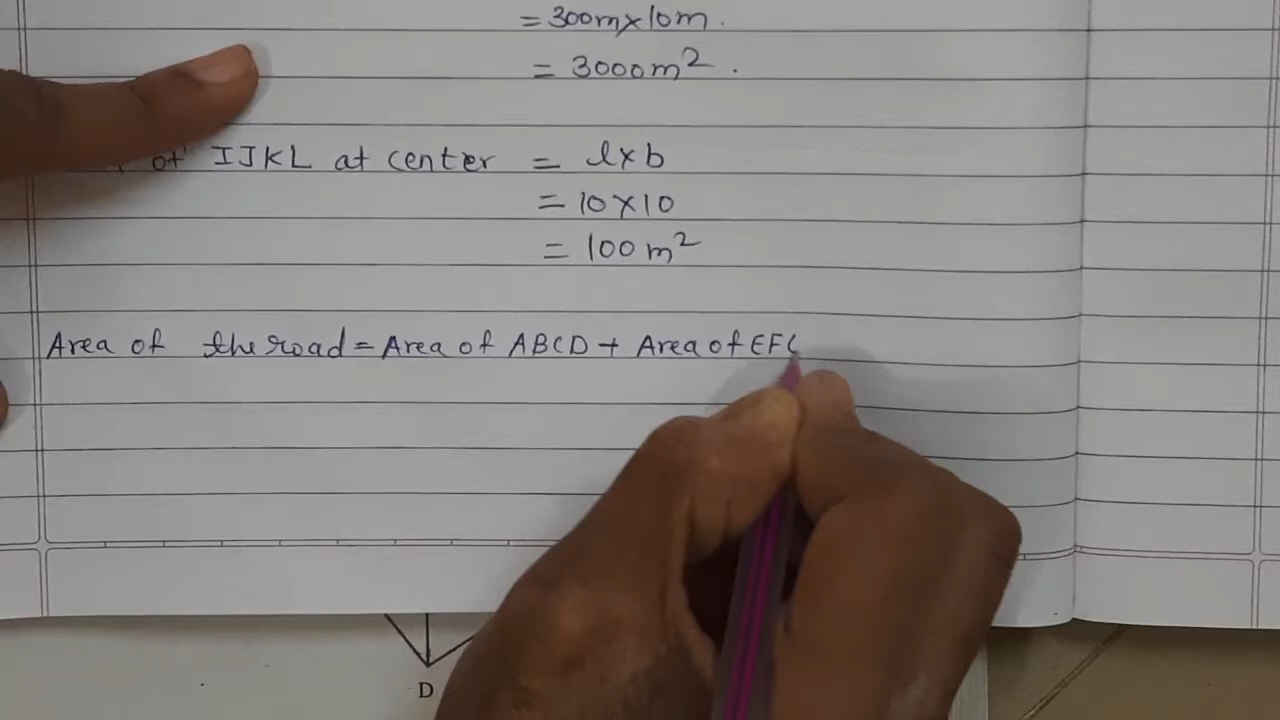 = 300m×10m.
= 3000m².
of IJKL at center = l×b
= 10×10
= 100 m²
Area of the road = Area of ABCD + Area of EFG
D